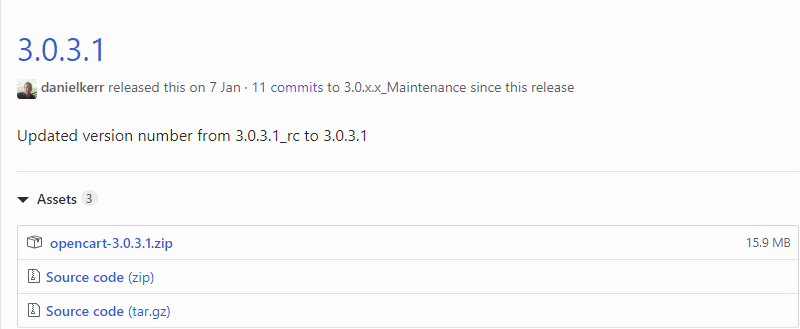 3.0.3.1
danielkerr released this on 7 Jan · 11 commits to 3.0.x.x_Maintenance since this release
Updated version number from 3.0.3.1_rc to 3.0.3.1
Assets 3
opencart-3.0.3.1.zip 15.9 MB
Source code (zip)
Source code (tar.gz)